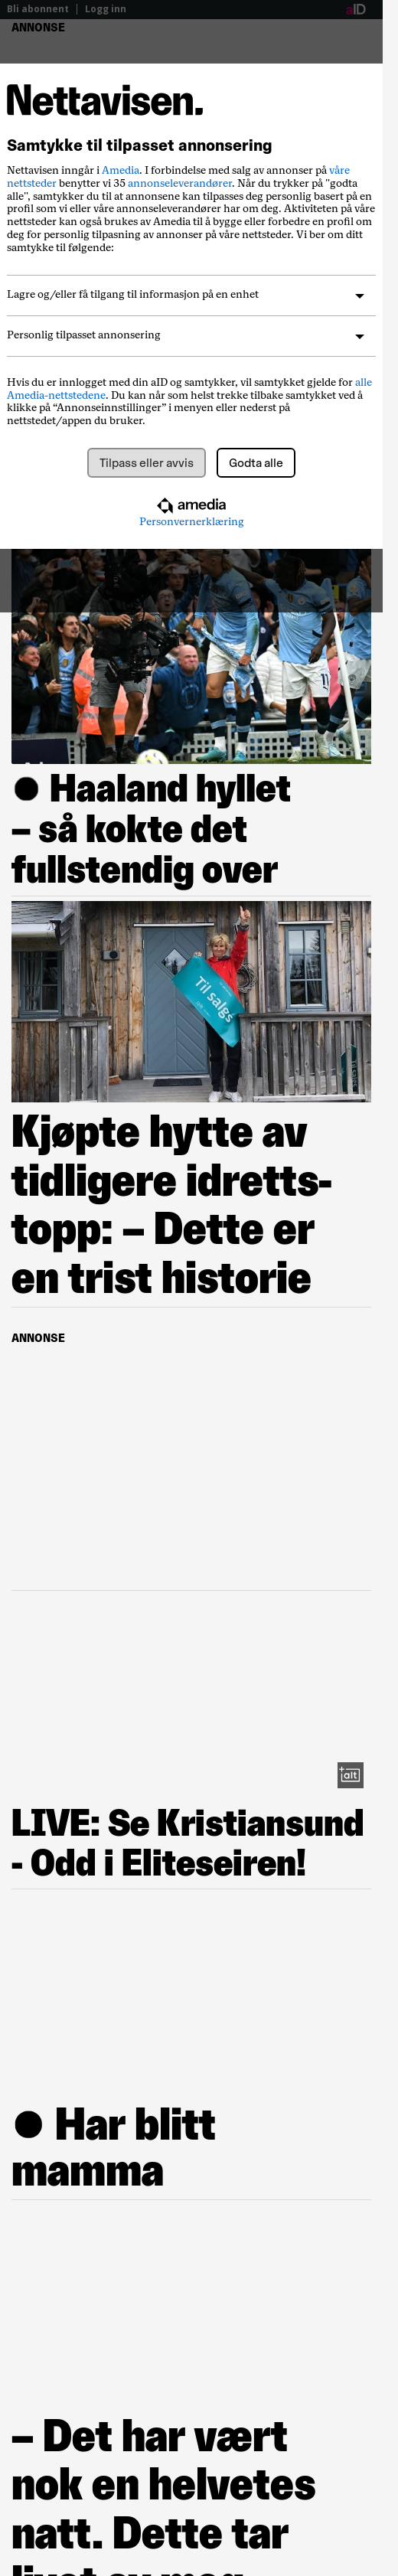 Bli abonnent | Logg inn
aID
ANNONSE
Nettavisen.
Samtykke til tilpasset annonsering
Nettavisen inngår i Amedia. I forbindelse med salg av annonser på våre
nettsteder benytter vi 35 annonseleverandører. Når du trykker på "godta
alle", samtykker du til at annonsene kan tilpasses deg personlig basert på en
profil som vi eller våre annonseleverandører har om deg. Aktiviteten på våre
nettsteder kan også brukes av Amedia til å bygge eller forbedre en profil om
deg for personlig tilpasning av annonser på våre nettsteder. Vi ber om ditt
samtykke til følgende:
Lagre og/eller få tilgang til informasjon på en enhet
Personlig tilpasset annonsering
Hvis du er innlogget med din aID og samtykker, vil samtykket gjelde for alle
Amedia-nettstedene. Du kan når som helst trekke tilbake samtykket ved å
klikke på “Annonseinnstillinger” i menyen eller nederst på
nettstedet/appen du bruker.
Tilpass eller avvis
Godta alle
amedia
Personvernerklæring
11
● Haaland hyllet
– så kokte det
fullstendig over
Til salgs
Kjøpte hytte av
tidligere idretts-
topp: – Dette er
en trist historie
ANNONSE
+alt
LIVE: Se Kristiansund
- Odd i Eliteseiren!
● Har blitt
mamma
– Det har vært
nok en helvetes
natt. Dette tar